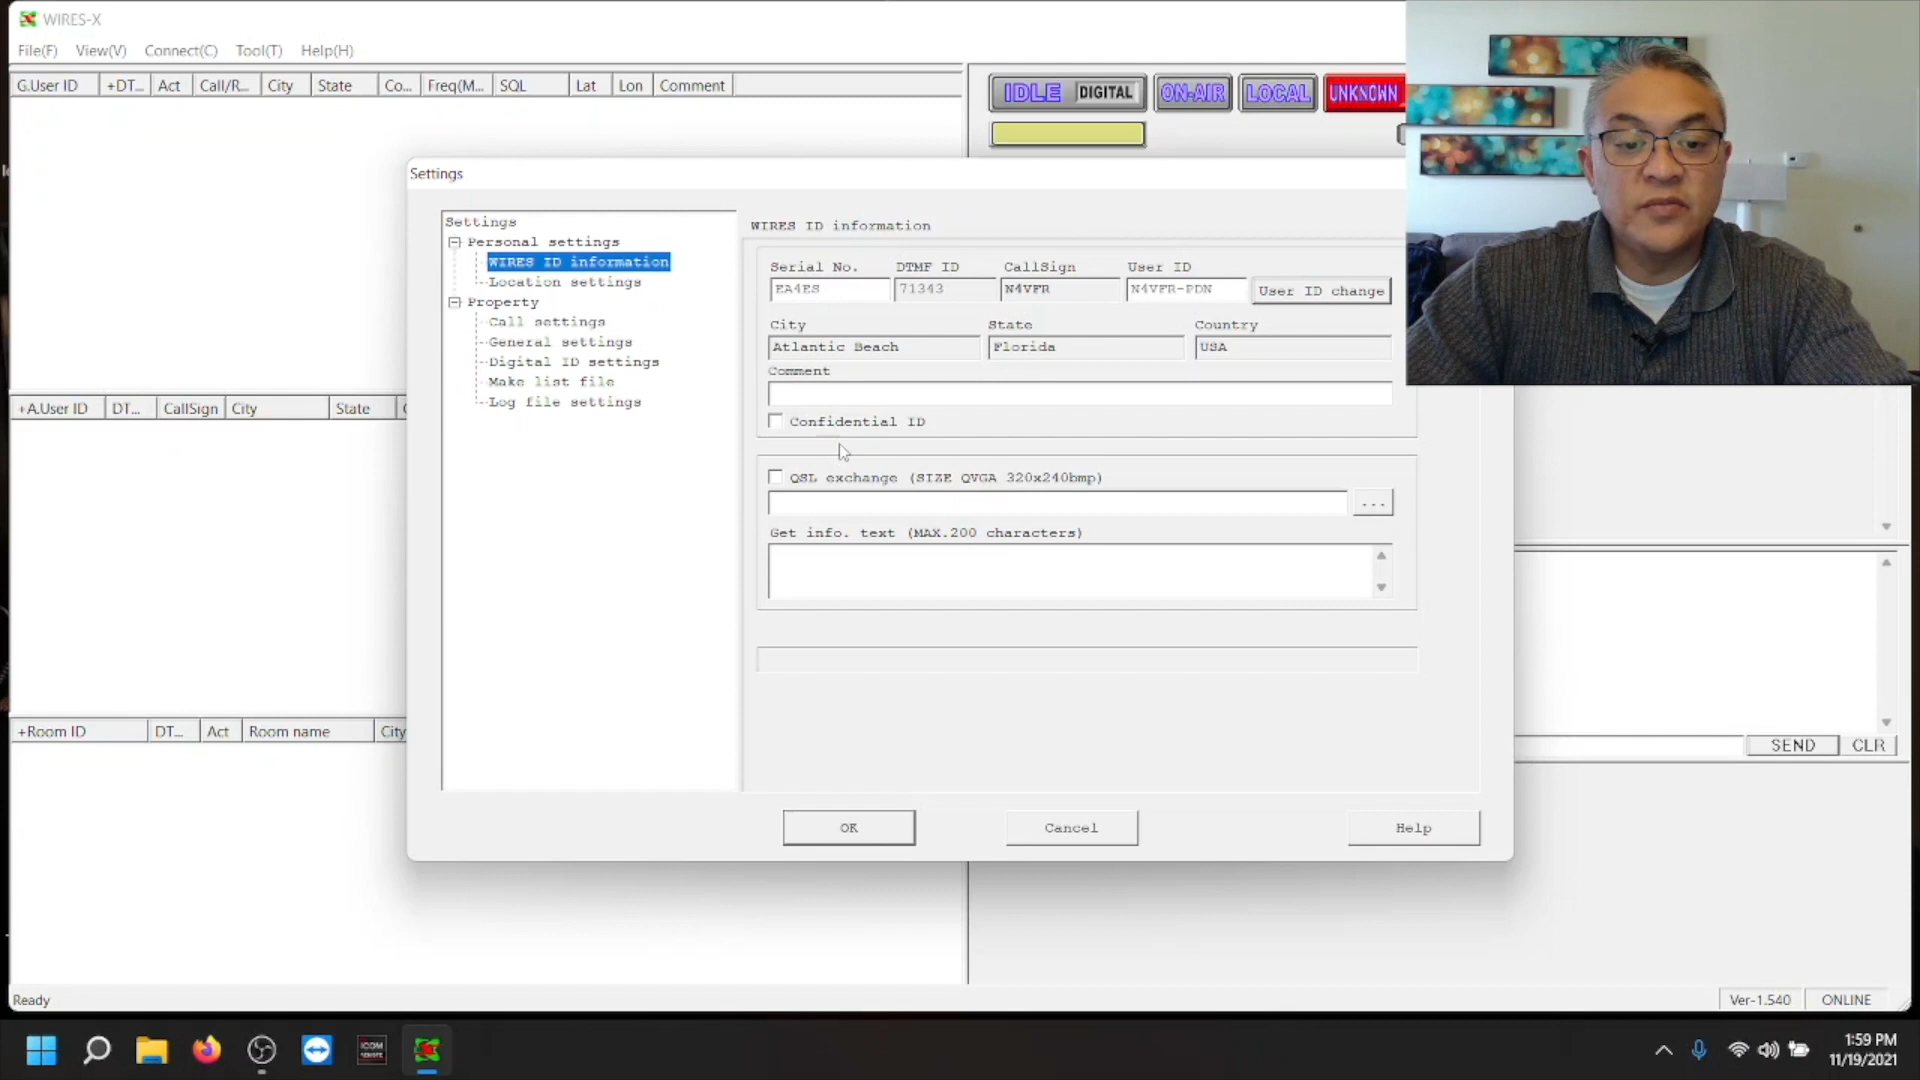 WIRES-X
File(F) View(V) Connect(C) Tool(T) Help(H)
G.User ID +DT... Act Call/R... City State Co... Freq(M... SQL Lat Lon Comment
IDLE DIGITAL ON-AIR LOCAL UNKNOWN
Settings
Settings
Personal settings
WIRES ID information
Location settings
Property
Call settings
General settings
Digital ID settings
Make list file
Log file settings
WIRES ID information
Serial No. DTMF ID CallSign User ID
EA4ES 71343 N4VFR N4VFR-PDN User ID change
City State Country
Atlantic Beach Florida USA
Comment
Confidential ID
QSL exchange (SIZE QVGA 320x240bmp)
...
Get info. text (MAX.200 characters)
OK Cancel Help
+A.User ID DT... CallSign City State
+Room ID DT... Act Room name City
SEND CLR
Ready Ver-1.540 ONLINE
ICOM
REMOTE
1:59 PM
11/19/2021